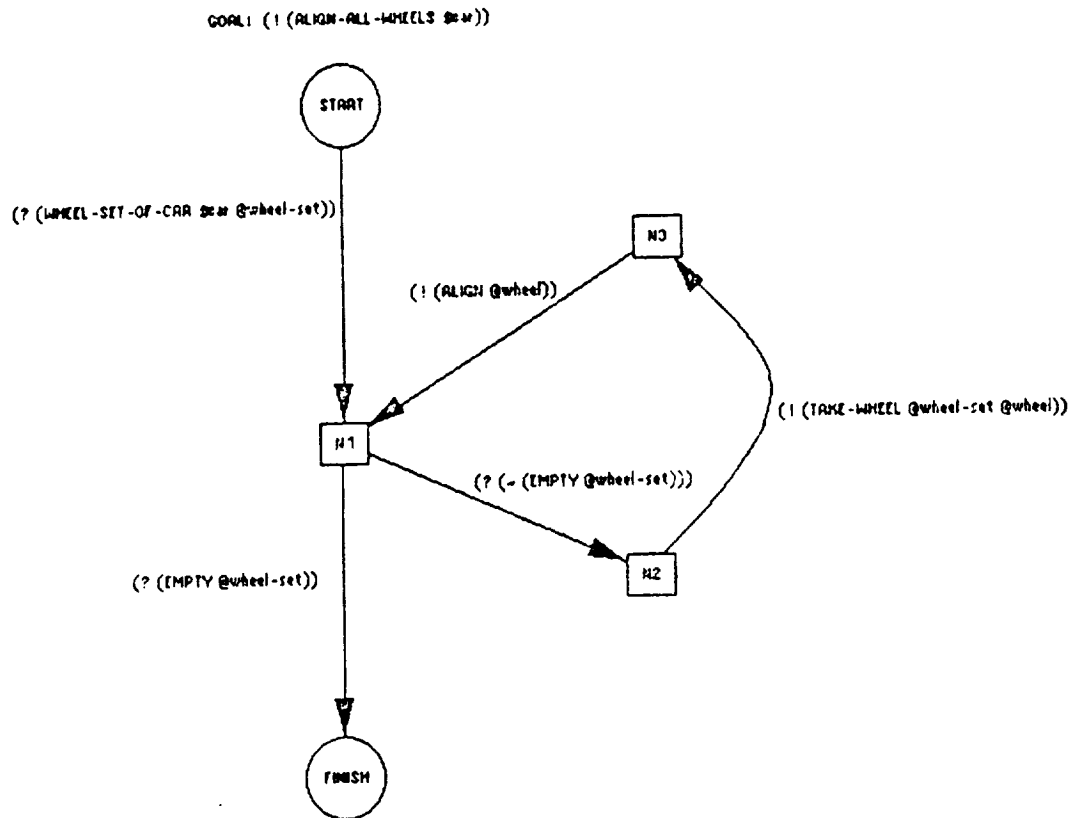 GOAL: (! (ALIGN-ALL-WHEELS $car))
START
(? (WHEEL-SET-OF-CAR $car @wheel-set))
N3
(! (ALIGN @wheel))
(! (TAKE-WHEEL @wheel-set @wheel))
N1
(? (~ (EMPTY @wheel-set)))
N2
(? (EMPTY @wheel-set))
FINISH